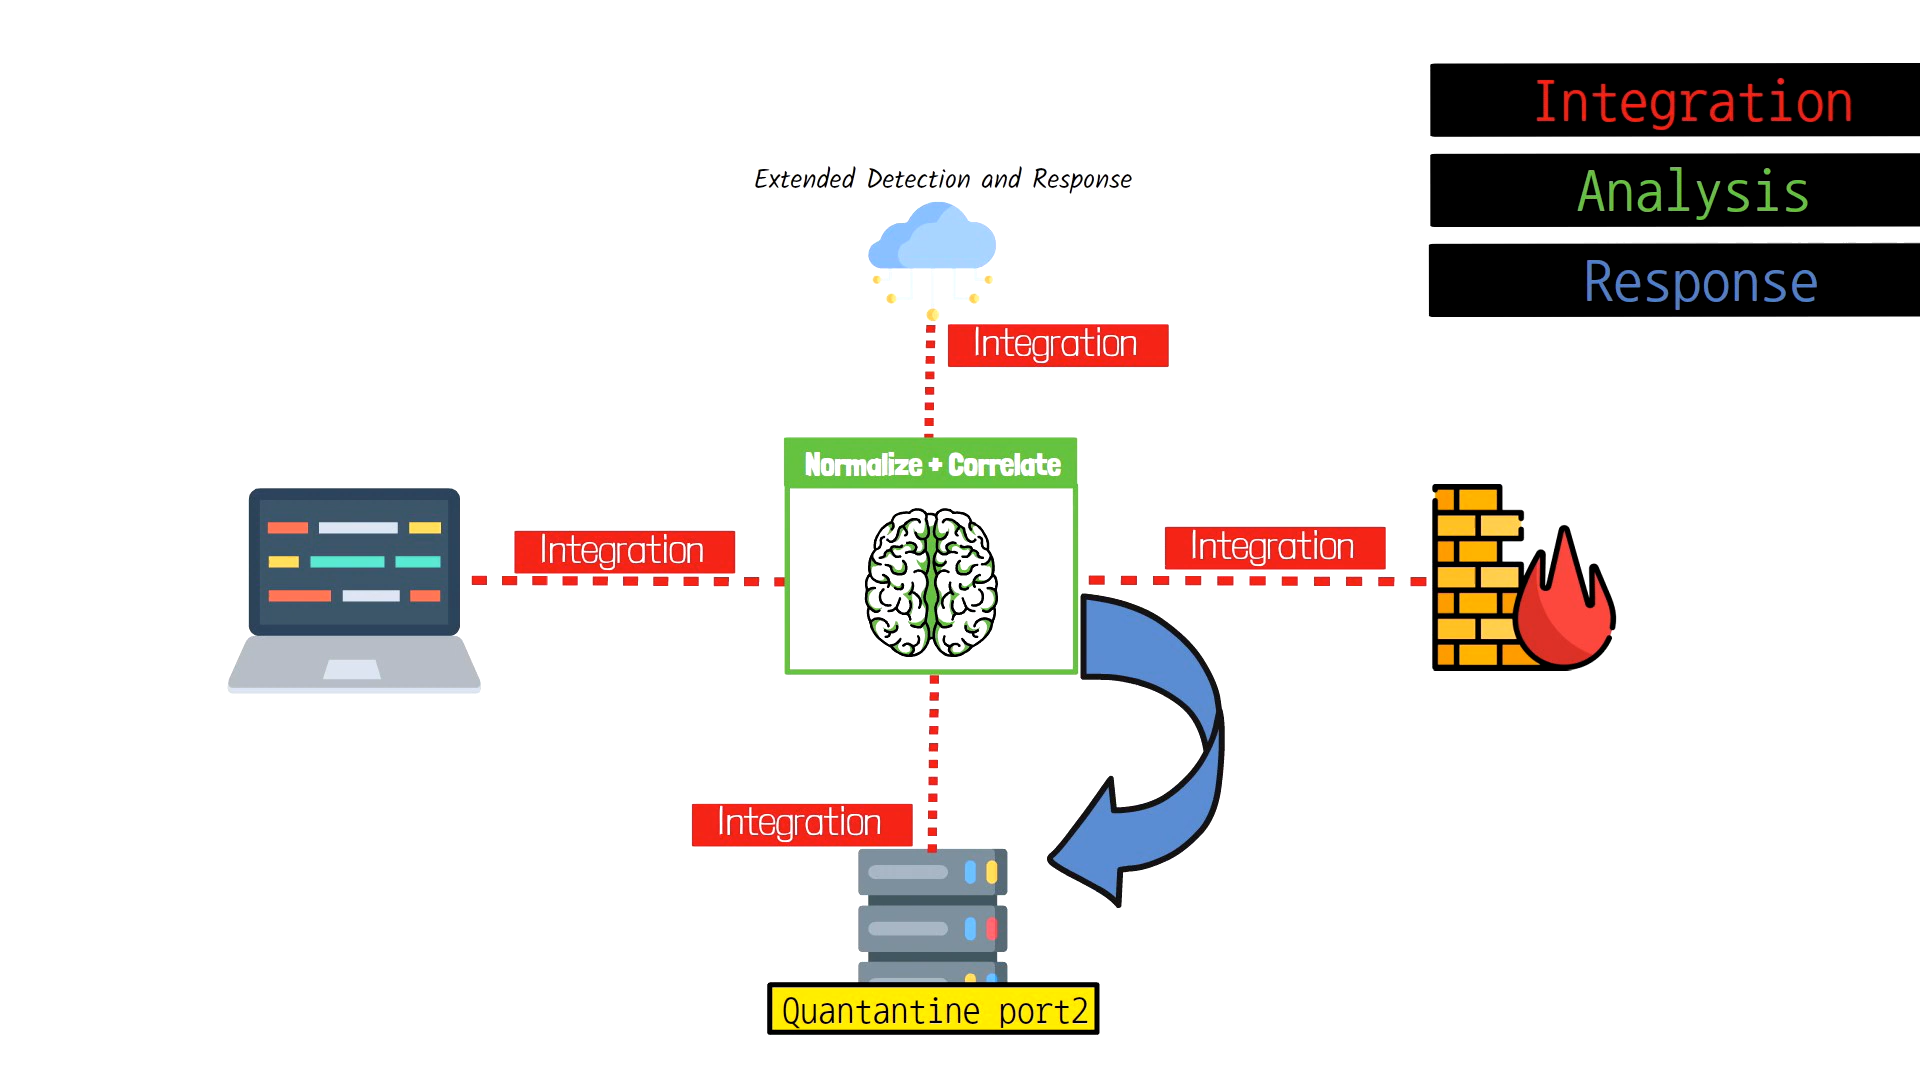 Integration
Analysis
Response
Extended Detection and Response
Integration
Normalize + Correlate
Integration
Integration
Integration
Quantantine port2